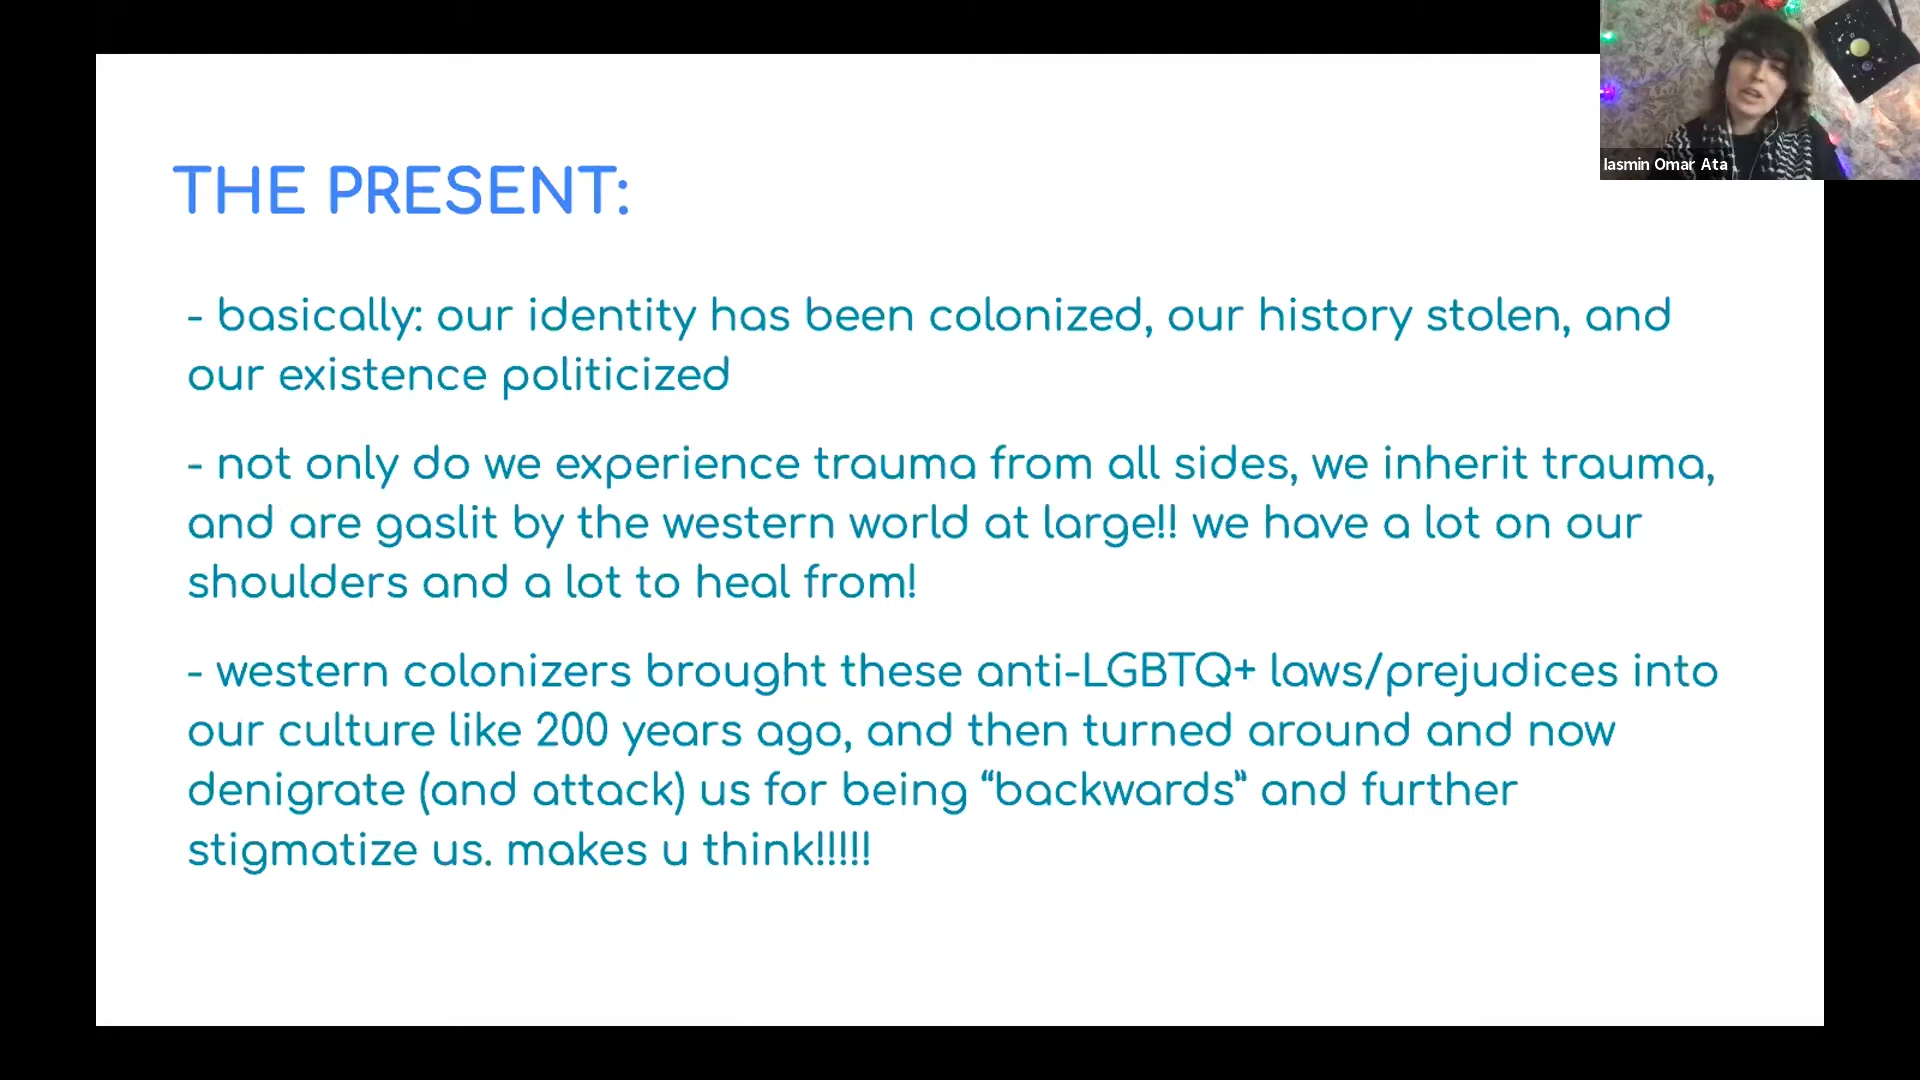 THE PRESENT:
- basically: our identity has been colonized, our history stolen, and
our existence politicized
- not only do we experience trauma from all sides, we inherit trauma,
and are gaslit by the western world at large!! we have a lot on our
shoulders and a lot to heal from!
- western colonizers brought these anti-LGBTQ+ laws/prejudices into
our culture like 200 years ago, and then turned around and now
denigrate (and attack) us for being “backwards” and further
stigmatize us. makes u think!!!!!
Iasmin Omar Ata